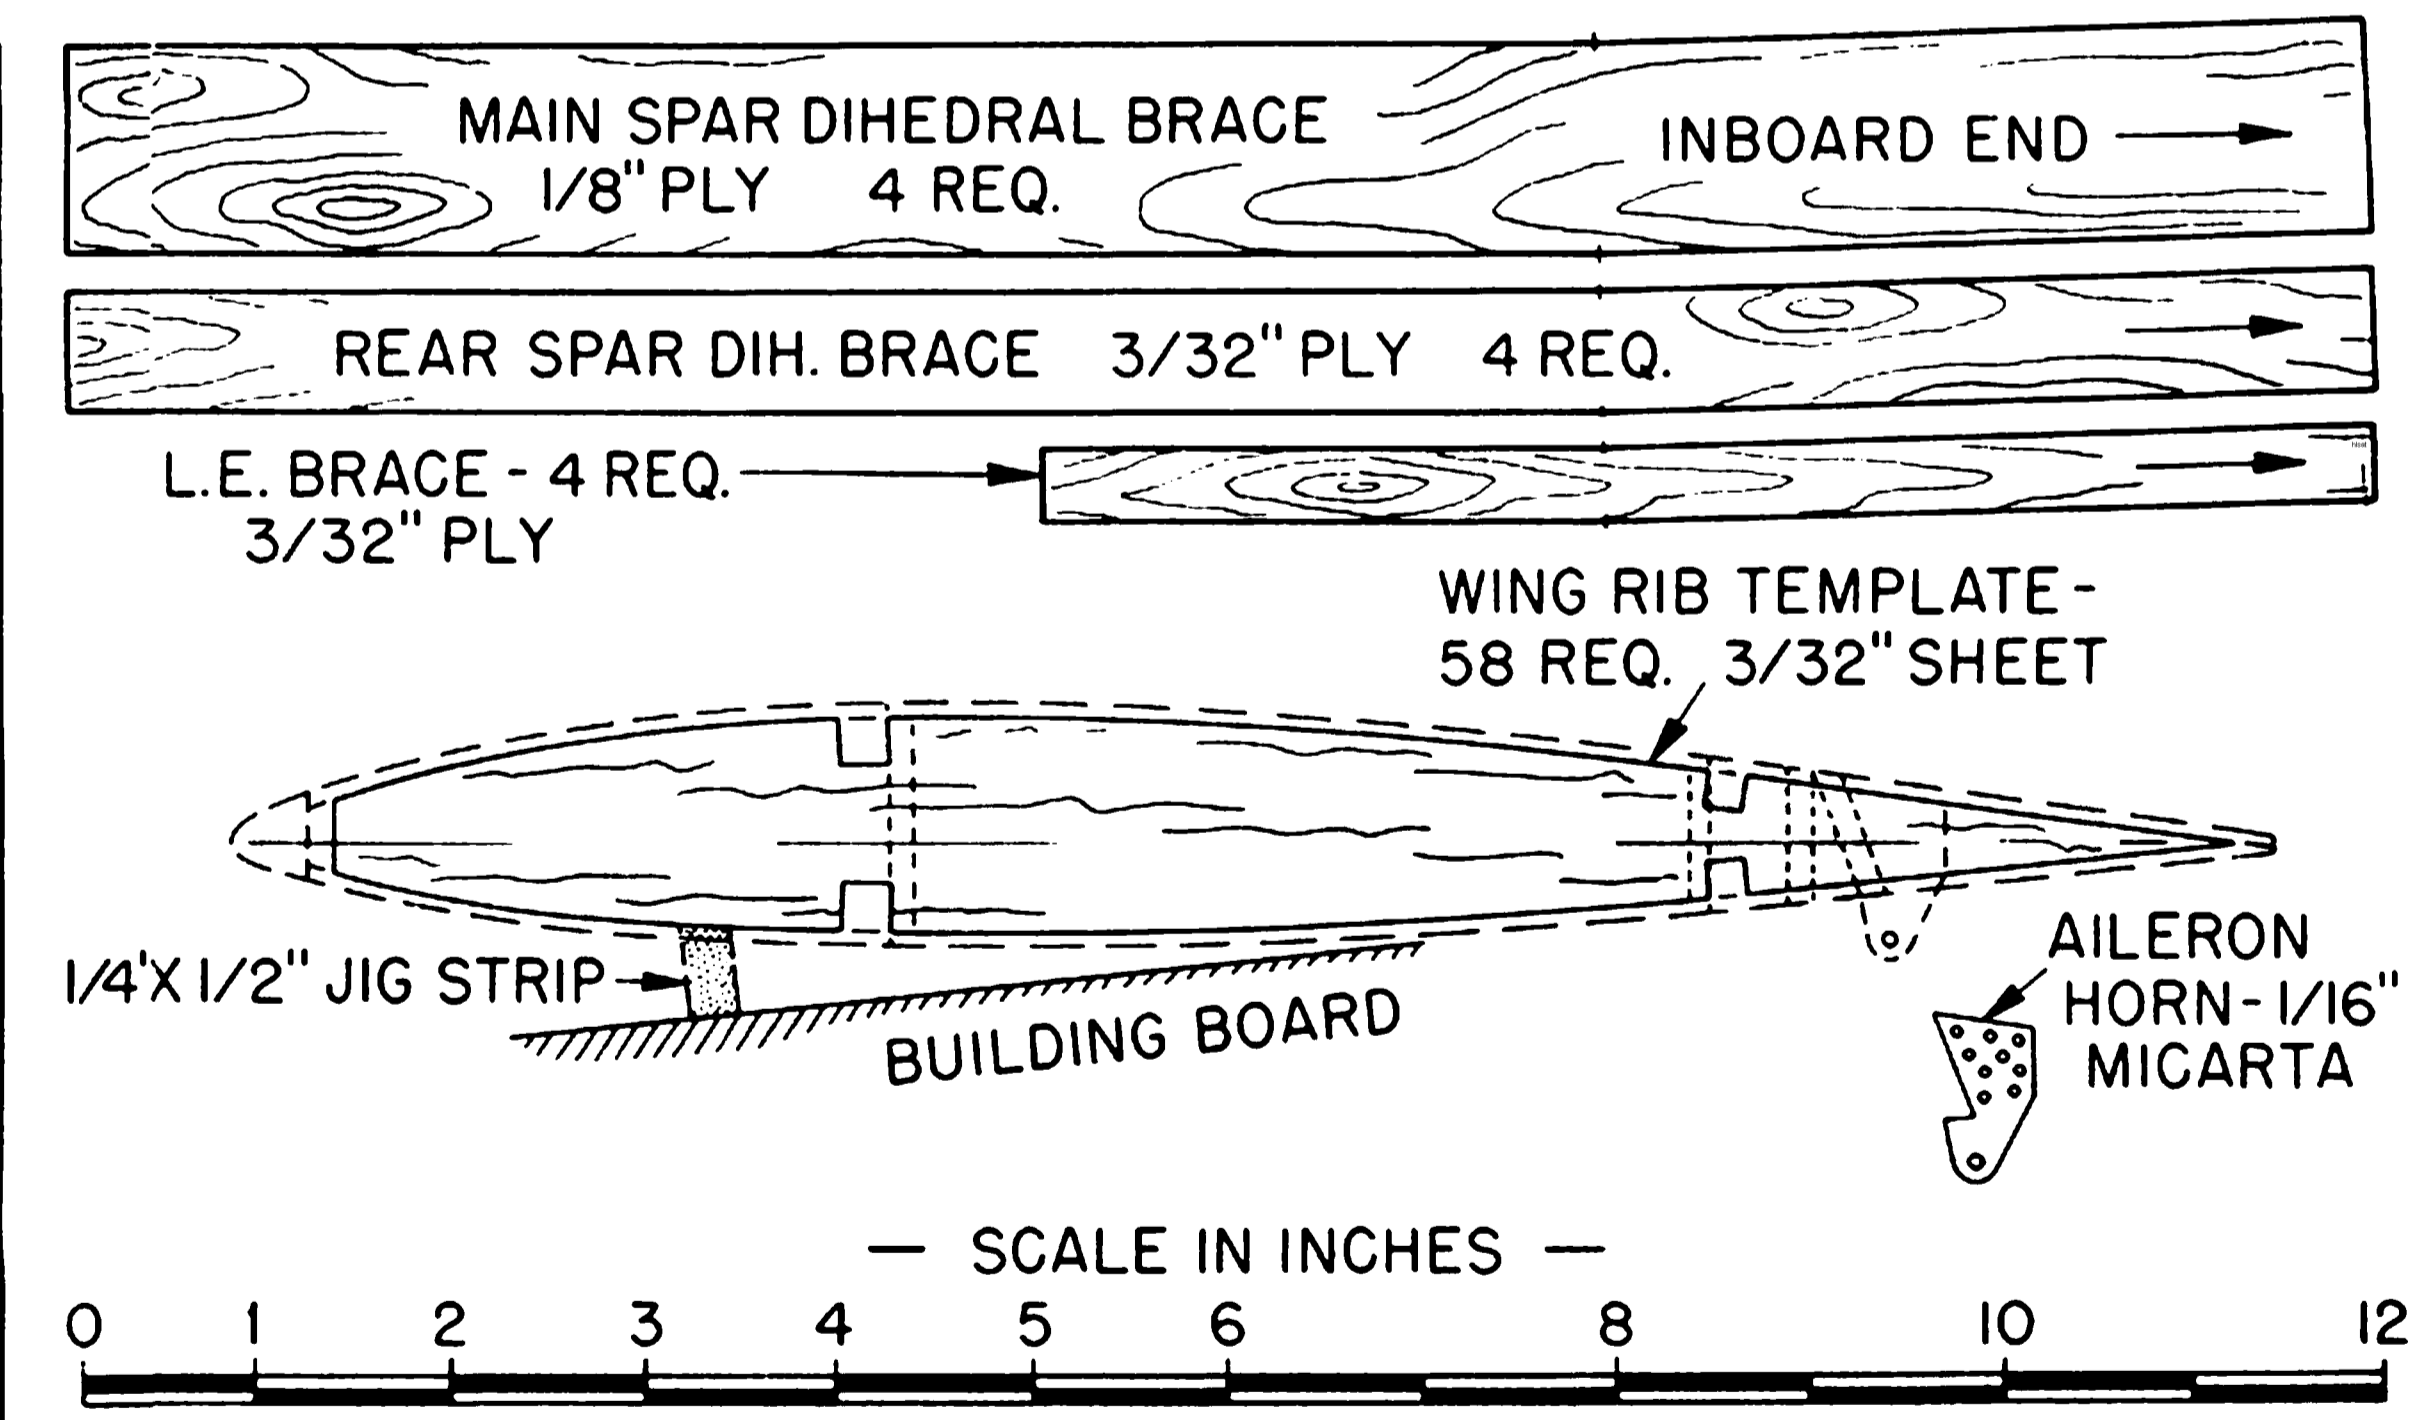 MAIN SPAR DIHEDRAL BRACE
1/8" PLY 4 REQ.
INBOARD END
REAR SPAR DIH. BRACE 3/32" PLY 4 REQ.
L.E. BRACE - 4 REQ.
3/32" PLY
WING RIB TEMPLATE-
58 REQ. 3/32" SHEET
1/4'X 1/2" JIG STRIP
BUILDING BOARD
AILERON
HORN-1/16"
MICARTA
— SCALE IN INCHES —
0 1 2 3 4 5 6 8 10 12